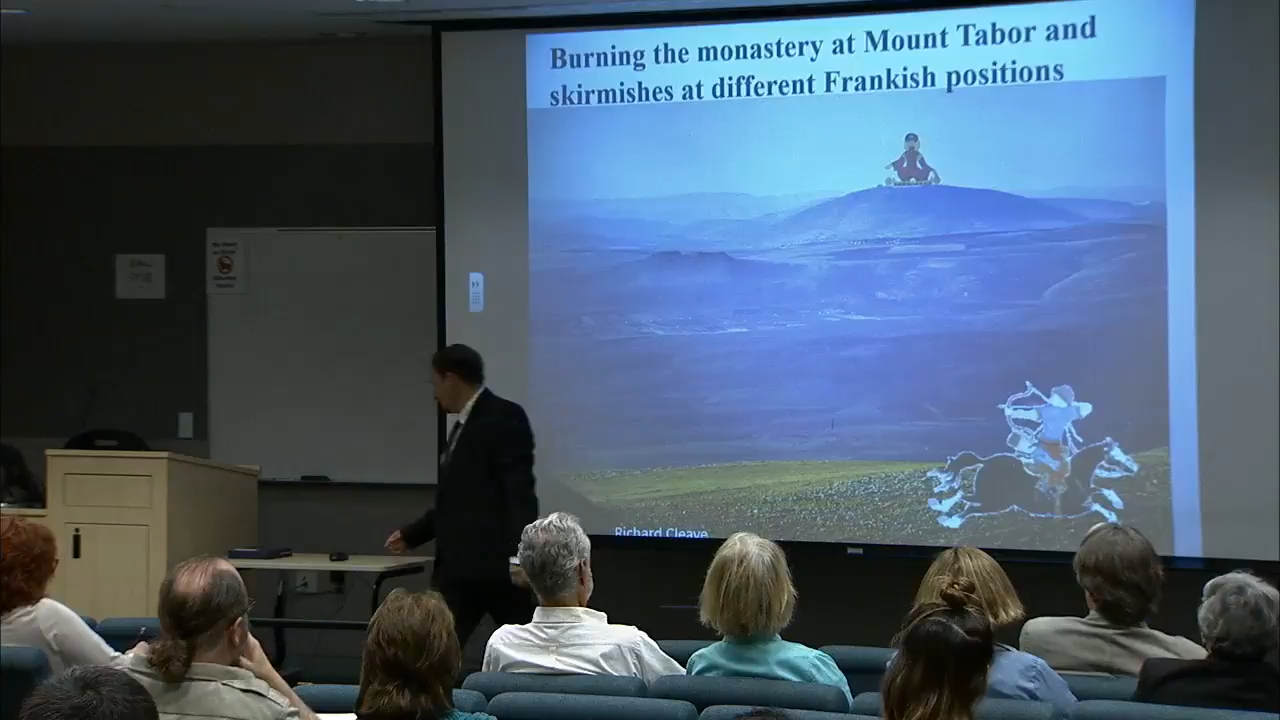 Burning the monastery at Mount Tabor and
skirmishes at different Frankish positions
Richard Cleave